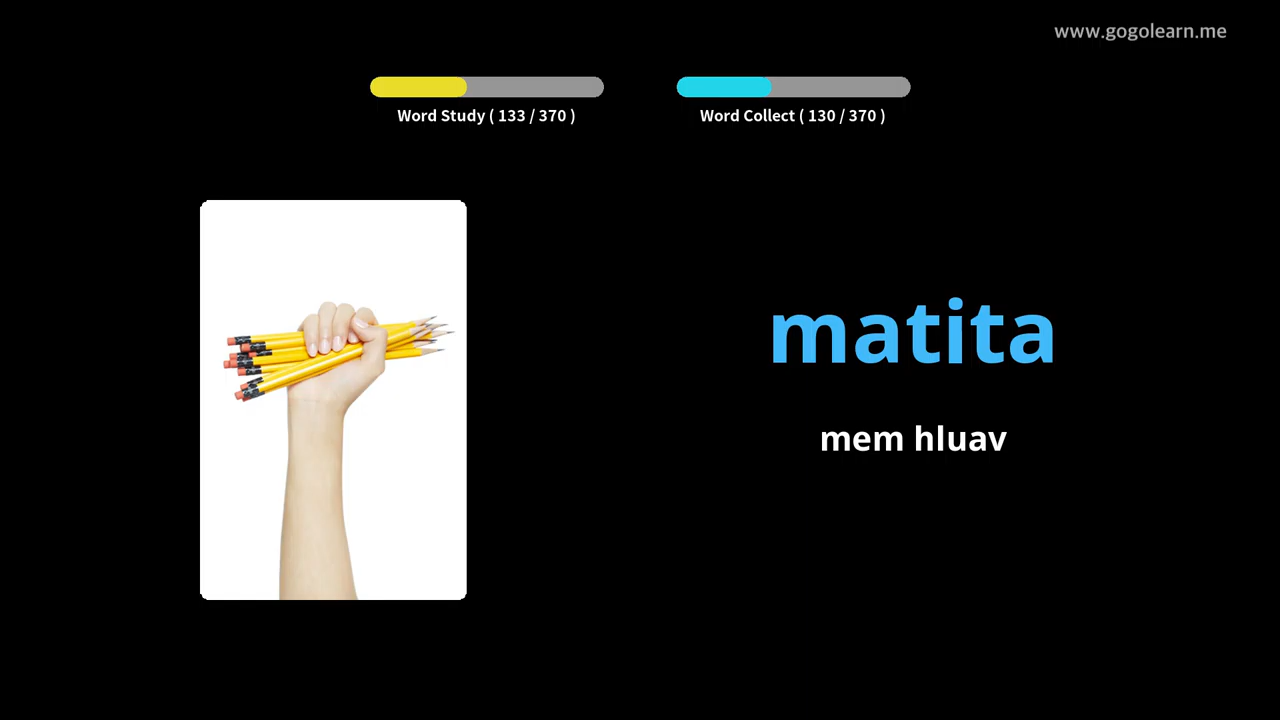 www.gogolearn.me
Word Study ( 133 / 370 )
Word Collect ( 130 / 370 )
matita
mem hluav